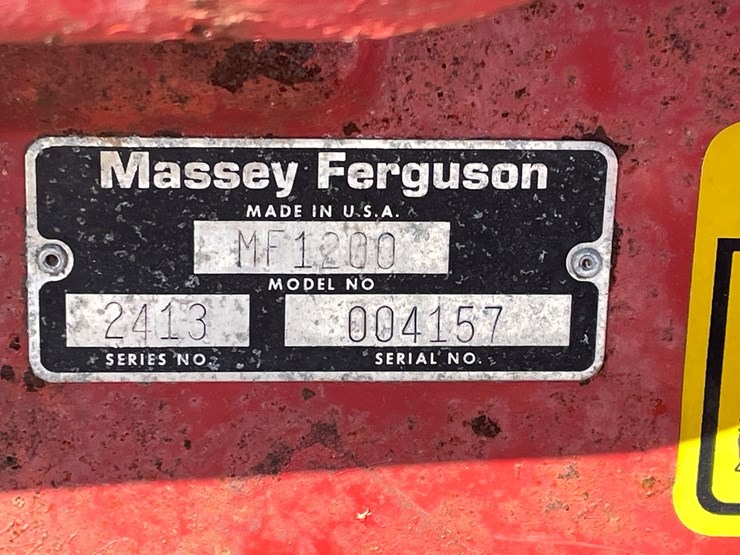 Massey Ferguson
MADE IN U.S.A.
MF1200
MODEL NO
2413 004157
SERIES NO. SERIAL NO.